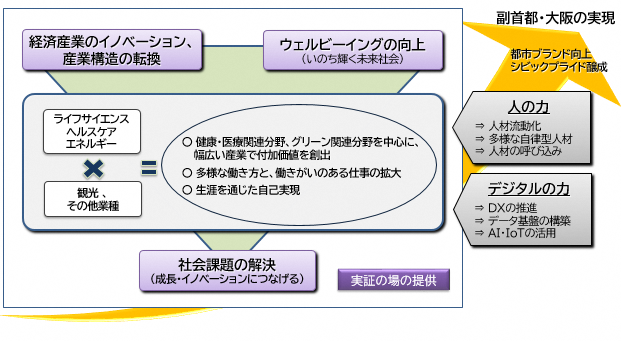 副首都・大阪の実現
都市ブランド向上
シビックプライド醸成
経済産業のイノベーション、
産業構造の転換
ウェルビーイングの向上
（いのち輝く未来社会）
ライフサイエンス
ヘルスケア
エネルギー
×
観光 、
その他業種
＝
○ 健康・医療関連分野、グリーン関連分野を中心に、
幅広い産業で付加価値を創出
○ 多様な働き方と、働きがいのある仕事の拡大
○ 生涯を通じた自己実現
人の力
⇒ 人材流動化
⇒ 多様な自律型人材
⇒ 人材の呼び込み
デジタルの力
⇒ DXの推進
⇒ データ基盤の構築
⇒ AI・IoTの活用
社会課題の解決
（成長・イノベーションにつなげる）
実証の場の提供